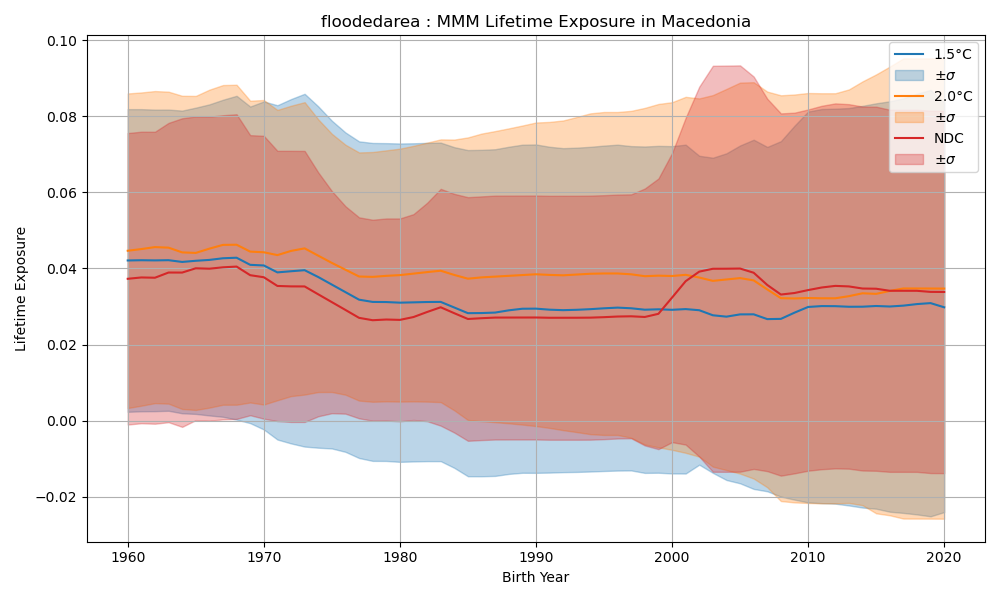 floodedarea : MMM Lifetime Exposure in Macedonia
0.10
0.08
0.06
0.04
0.02
0.00
−0.02
Lifetime Exposure
1.5°C
±σ
2.0°C
±σ
NDC
±σ
1960 1970 1980 1990 2000 2010 2020
Birth Year